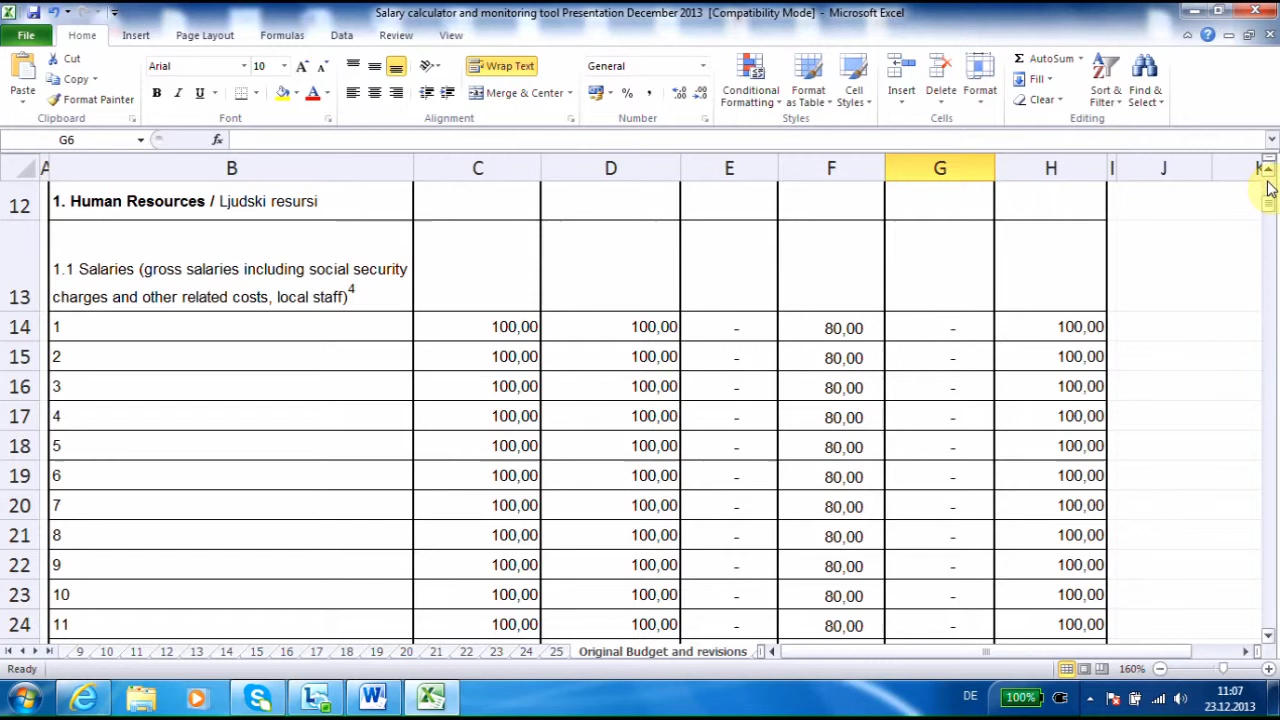 Salary calculator and monitoring tool Presentation December 2013 [Compatibility Mode] - Microsoft Excel
File Home Insert Page Layout Formulas Data Review View
Paste
Cut
Copy
Format Painter
Clipboard
Arial 10
B I U
Font
Wrap Text
Merge & Center
Alignment
General
% ,
Number
Conditional Formatting
Format as Table
Cell Styles
Styles
Insert Delete Format
Cells
Σ AutoSum
Fill
Clear
Sort & Filter
Find & Select
Editing
G6 fx
A B C D E F G H I J K
12 1. Human Resources / Ljudski resursi
13 1.1 Salaries (gross salaries including social security
charges and other related costs, local staff)4
14 1 100,00 100,00 - 80,00 - 100,00
15 2 100,00 100,00 - 80,00 - 100,00
16 3 100,00 100,00 - 80,00 - 100,00
17 4 100,00 100,00 - 80,00 - 100,00
18 5 100,00 100,00 - 80,00 - 100,00
19 6 100,00 100,00 - 80,00 - 100,00
20 7 100,00 100,00 - 80,00 - 100,00
21 8 100,00 100,00 - 80,00 - 100,00
22 9 100,00 100,00 - 80,00 - 100,00
23 10 100,00 100,00 - 80,00 - 100,00
24 11 100,00 100,00 - 80,00 - 100,00
9 10 11 12 13 14 15 16 17 18 19 20 21 22 23 24 25 Original Budget and revisions
Ready 160%
DE 100% 11:07
23.12.2013